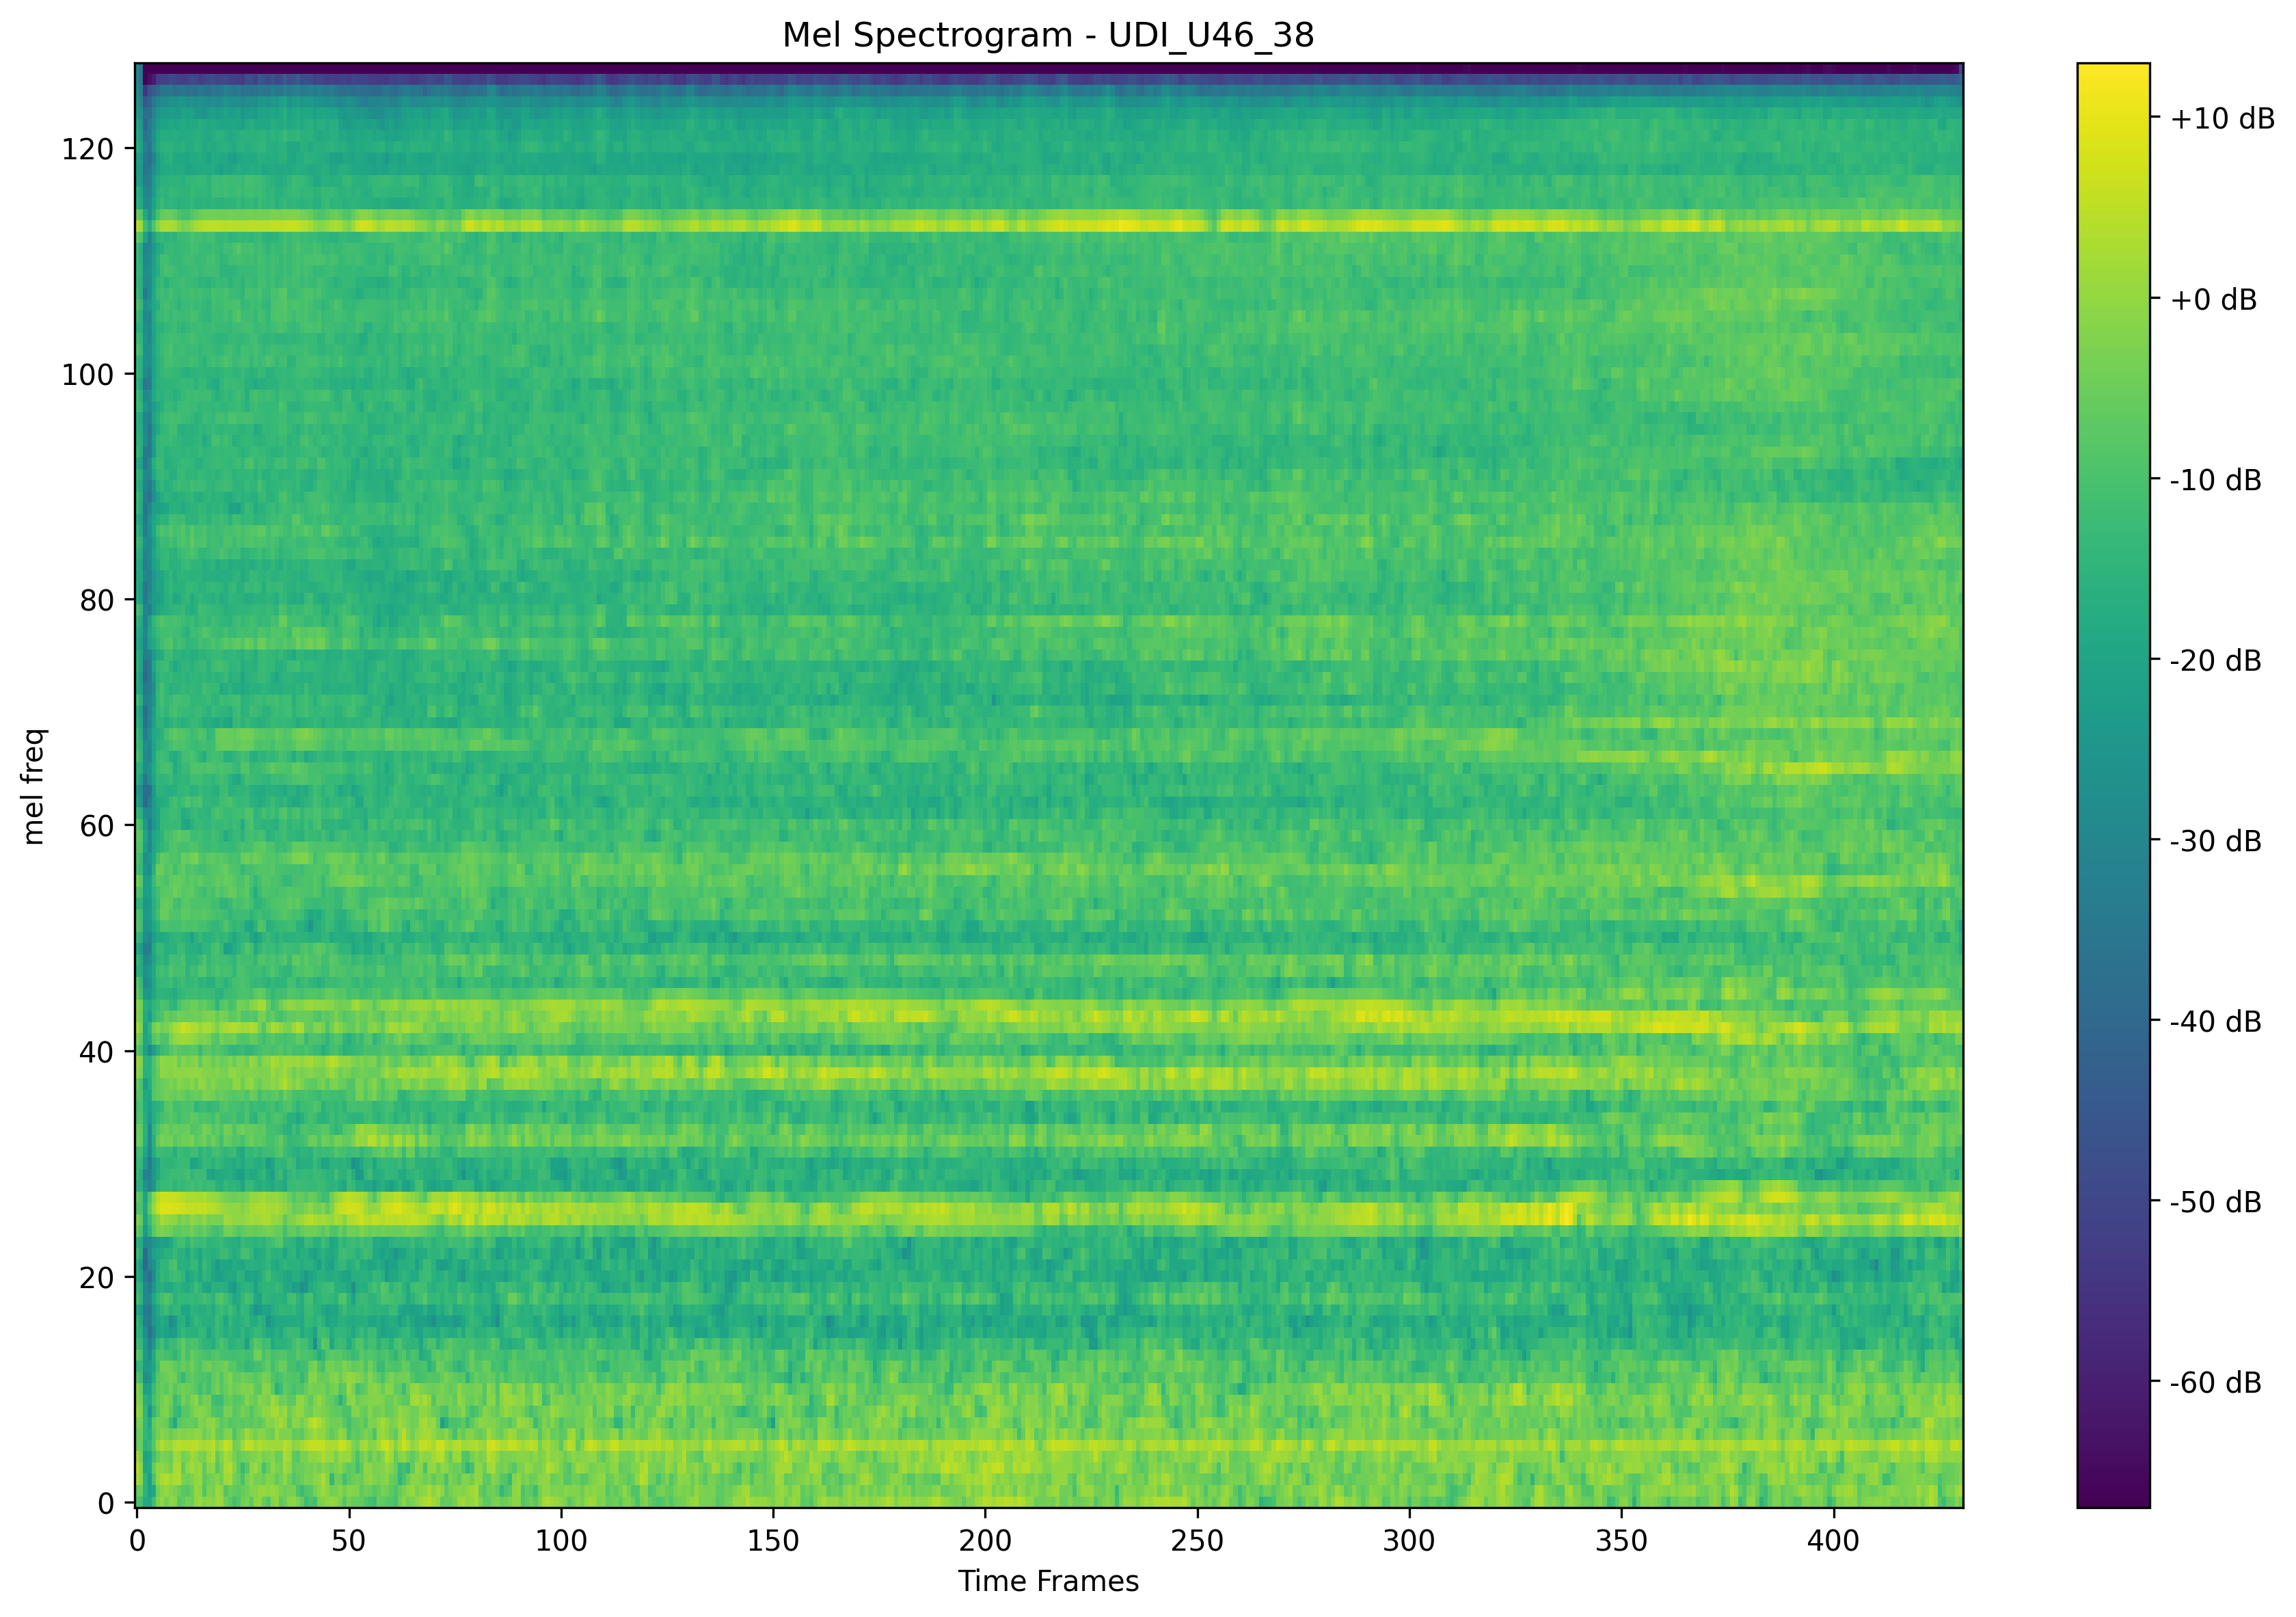 Mel Spectrogram - UDI_U46_38
mel freq
120
100
80
60
40
20
0
0 50 100 150 200 250 300 350 400
Time Frames
+10 dB
+0 dB
-10 dB
-20 dB
-30 dB
-40 dB
-50 dB
-60 dB